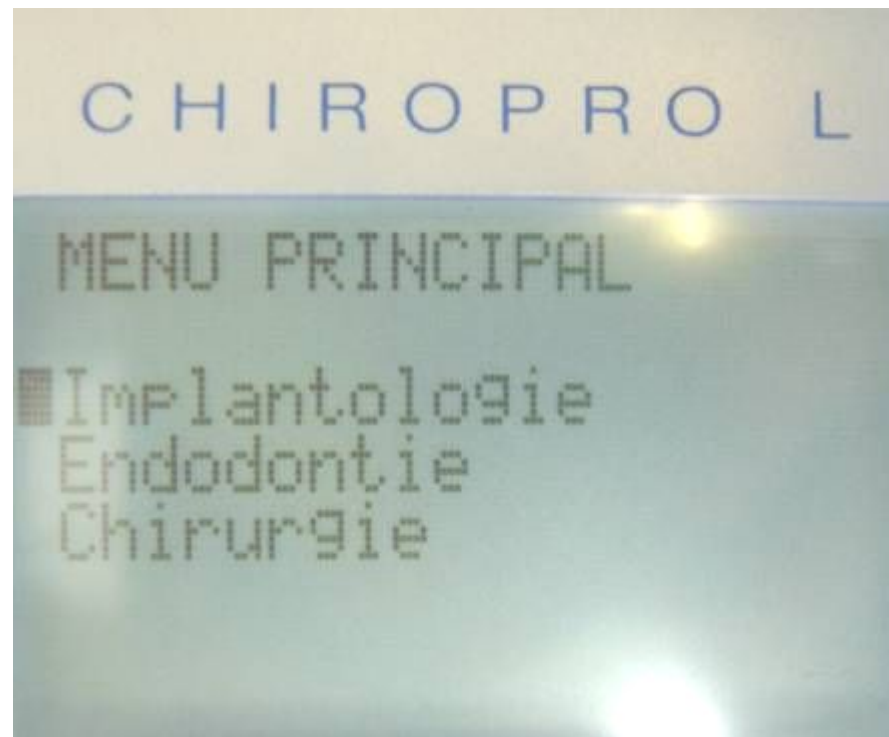 CHIROPRO L
MENU PRINCIPAL
Implantologie
Endodontie
Chirurgie